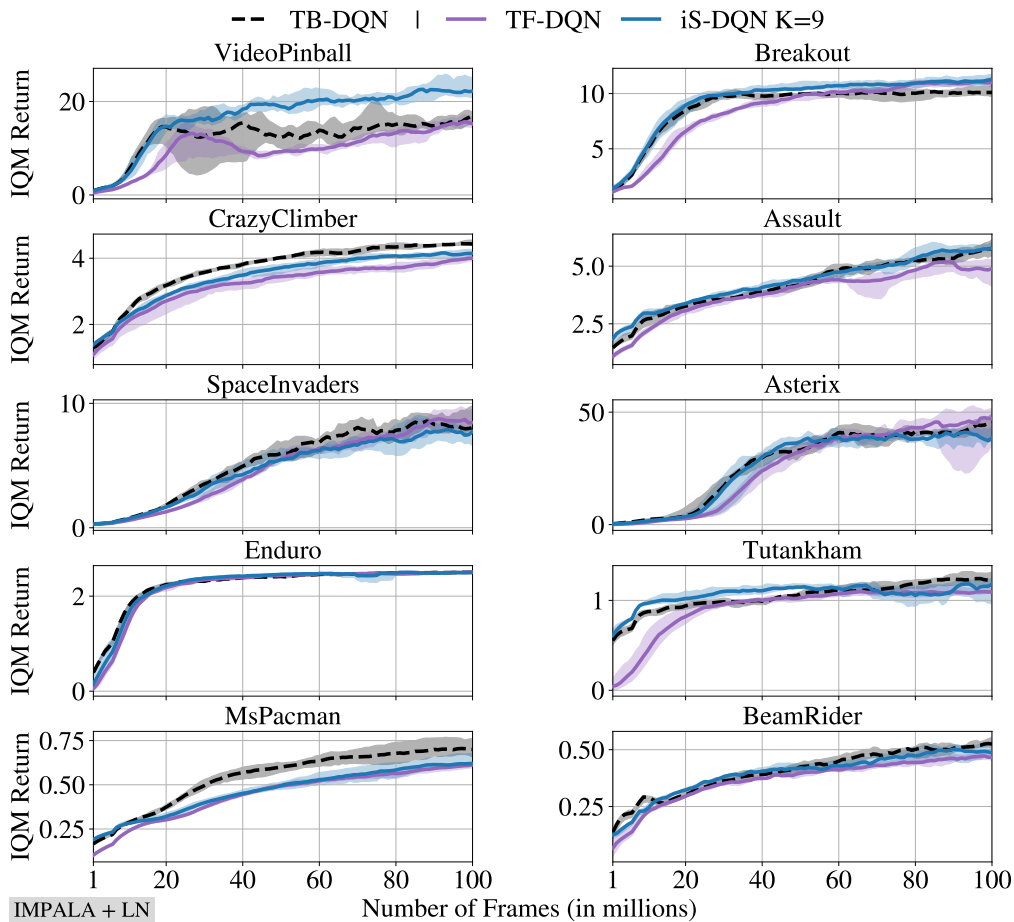 TB-DQN | TF-DQN iS-DQN K=9
VideoPinball Breakout
IQM Return
20
0
10
5
CrazyClimber Assault
IQM Return
4
2
5.0
2.5
SpaceInvaders Asterix
IQM Return
10
0
50
0
Enduro Tutankham
IQM Return
2
0
1
0
MsPacman BeamRider
IQM Return
0.75
0.50
0.25
0.50
0.25
1 20 40 60 80 100 1 20 40 60 80 100
Number of Frames (in millions)
IMPALA + LN